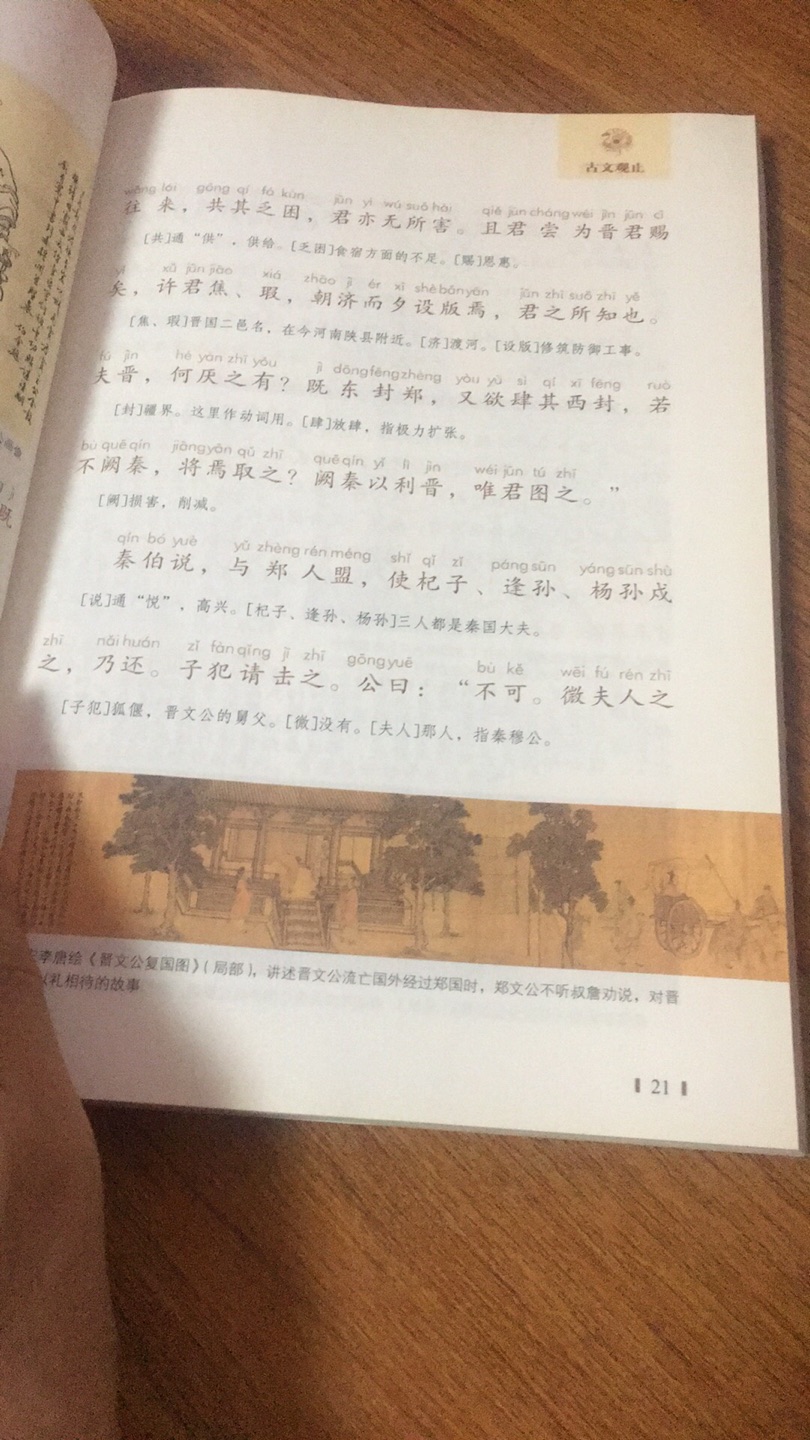 古文观止
wǎng lái gōng qí fá kùn jūn yì wú suǒ hài qiě jūn cháng wéi jìn jūn cì
往来，共其乏困，君亦无所害。且君尝为晋君赐
[共]通“供”，供给。[乏困]食宿方面的不足。[赐]恩惠。
yǐ xǔ jūn jiāo xiá zhāo jì ér xī shè bǎn yān jūn zhī suǒ zhī yě
矣，许君焦、瑕，朝济而夕设版焉，君之所知也。
[焦、瑕]晋国二邑名，在今河南陕县附近。[济]渡河。[设版]修筑防御工事。
fú jìn hé yàn zhī yǒu jì dōng fēng zhèng yòu yù sì qí xī fēng ruò
夫晋，何厌之有？既东封郑，又欲肆其西封，若
[封]疆界。这里作动词用。[肆]放肆，指极力扩张。
bù quē qín jiāng yān qǔ zhī quē qín yǐ lì jìn wéi jūn tú zhī
不阙秦，将焉取之？阙秦以利晋，唯君图之。”
[阙]损害，削减。
qín bó yuè yǔ zhèng rén méng shǐ qǐ zǐ páng sūn yáng sūn shù
秦伯说，与郑人盟，使杞子、逢孙、杨孙戍
[说]通“悦”，高兴。[杞子、逢孙、杨孙]三人都是秦国大夫。
zhī nǎi huán zǐ fàn qǐng jī zhī gōng yuē bù kě wēi fú rén zhī
之，乃还。子犯请击之。公曰：“不可。微夫人之
[子犯]狐偃，晋文公的舅父。[微]没有。[夫人]那人，指秦穆公。
李唐绘《晋文公复国图》（局部），讲述晋文公流亡国外经过郑国时，郑文公不听叔詹劝说，对晋
礼相待的故事
21